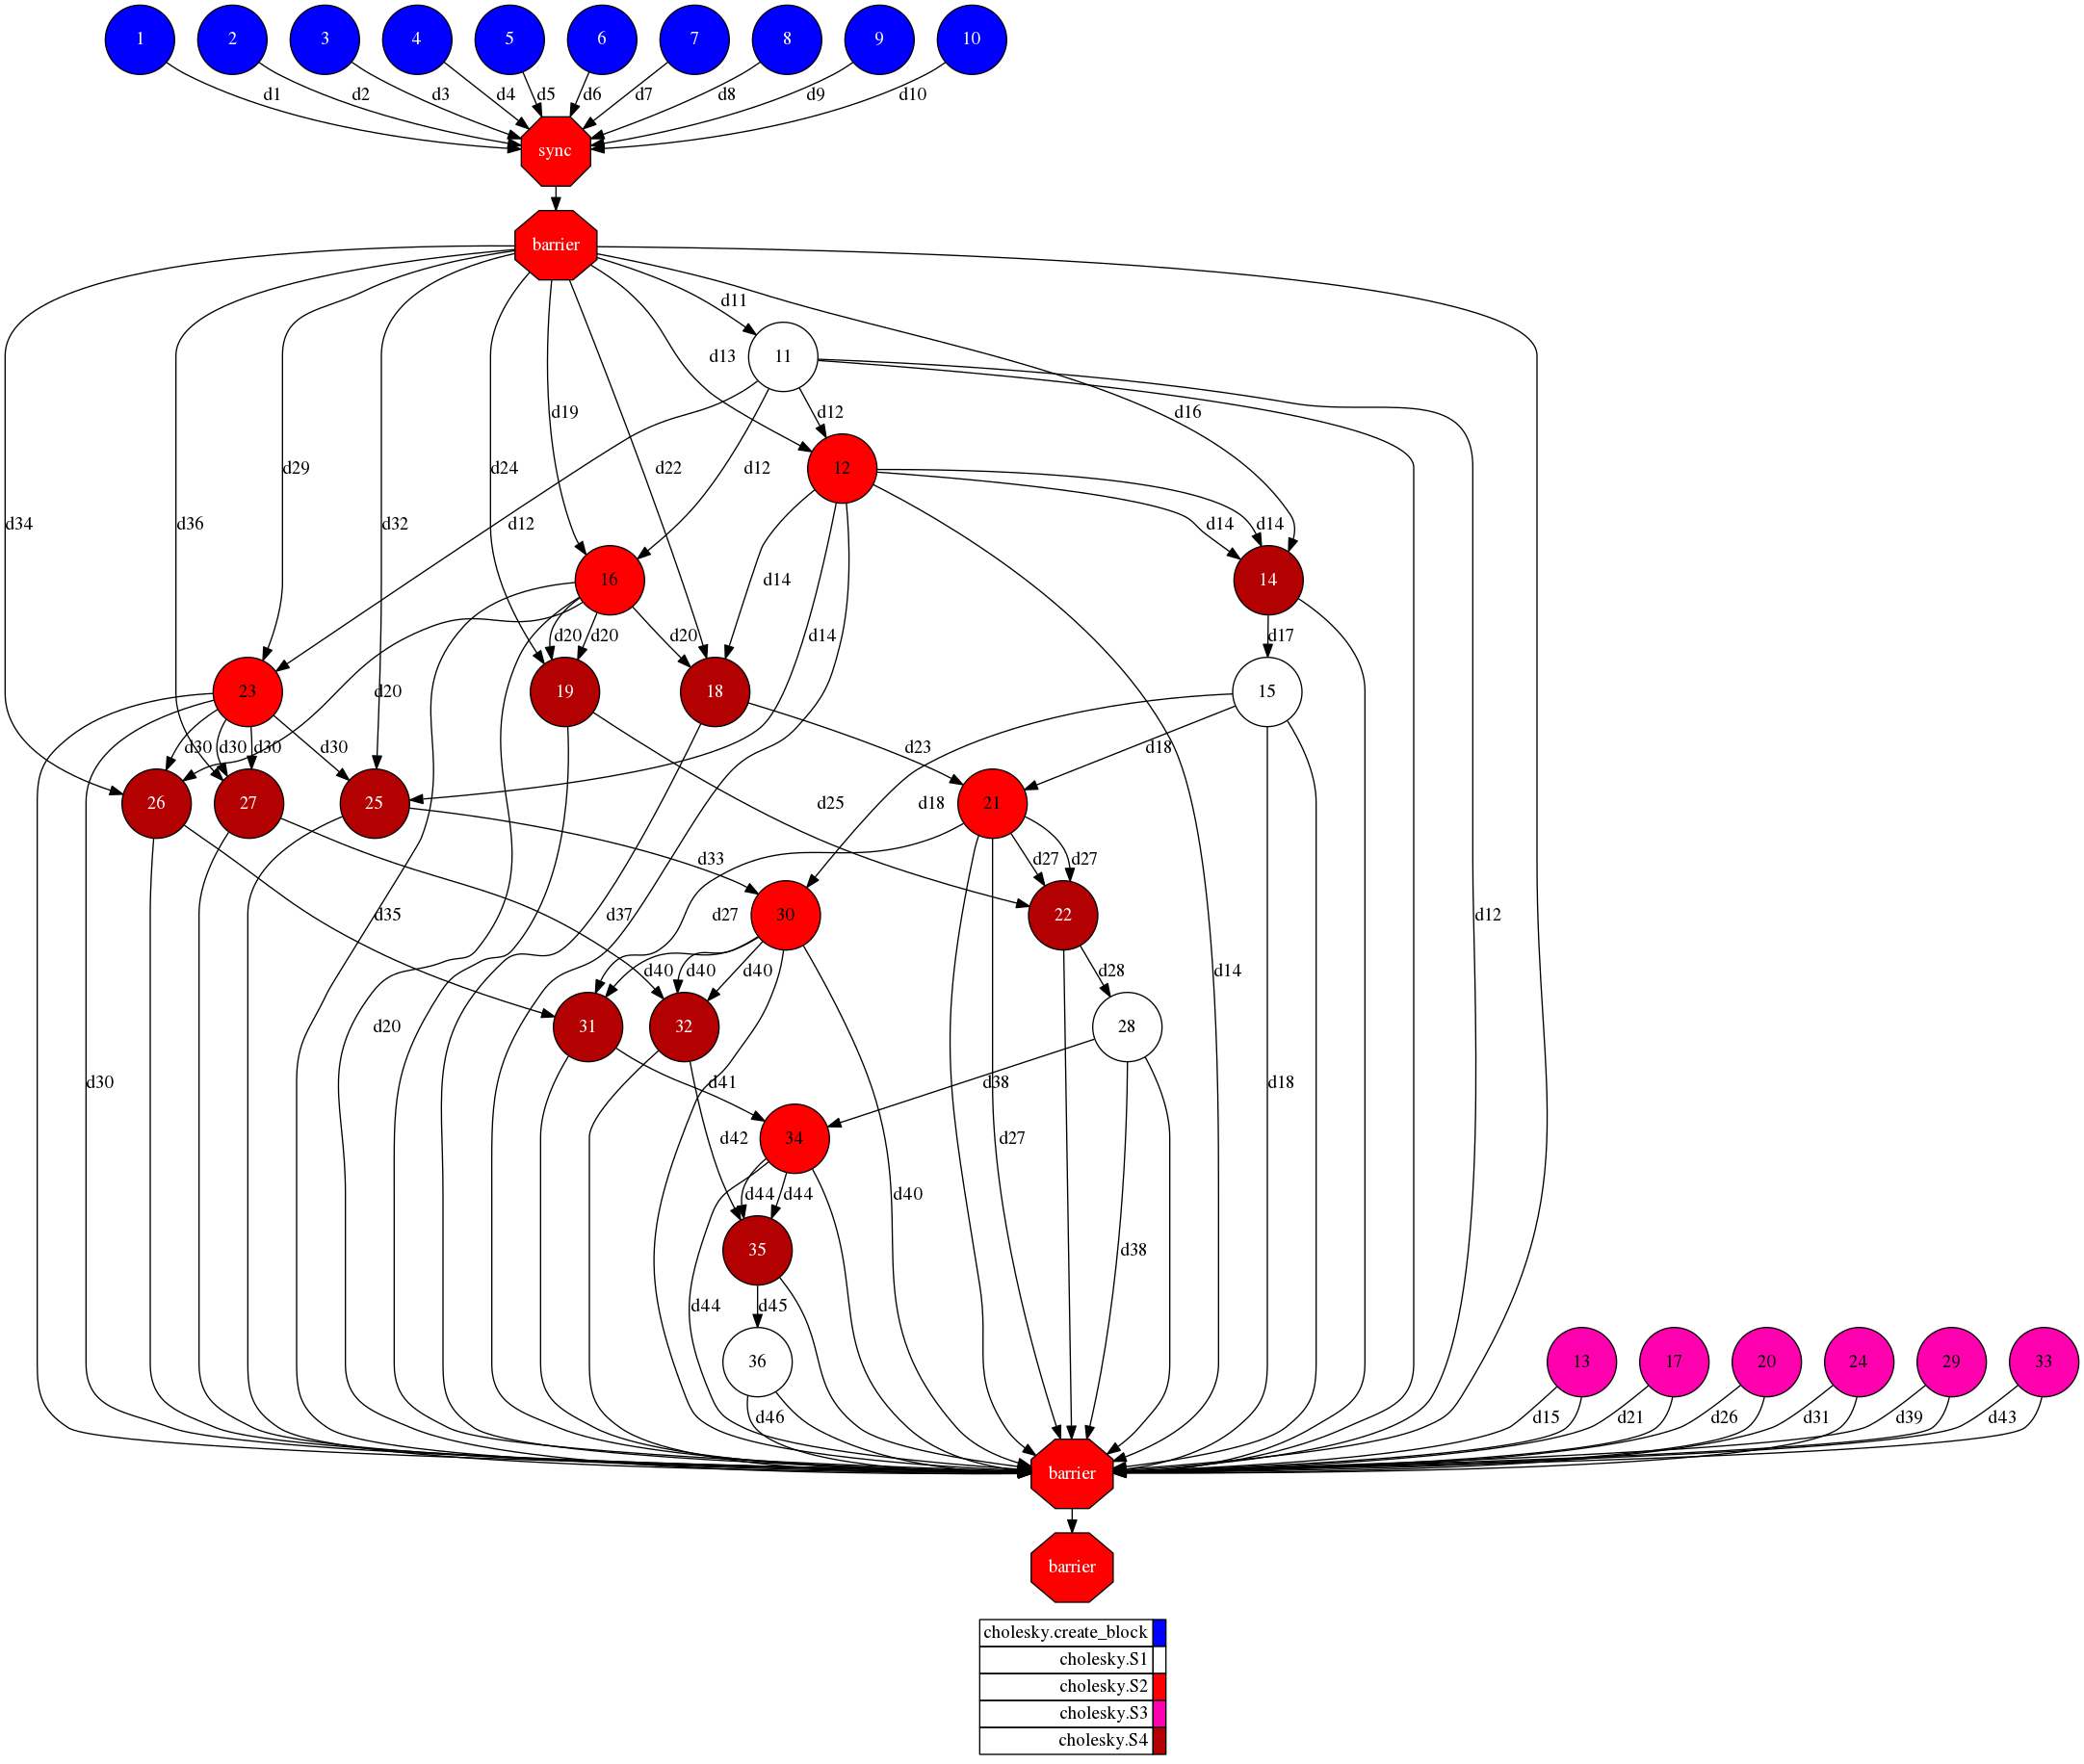 1 2 3 4 5 6 7 8 9 10
d1 d2 d3 d4 d5 d6 d7 d8 d9 d10
sync
barrier
d11
11
d13
d19 d12 d16
12
d29 d24 d22 d12
d34 d36 d32 d12 d14 d14
16 14
d14
d20 d20 d20 d14 d17
23 19 18 15
d20
d30 d30 d30 d30 d23 d18
26 27 25 d25 d18 21
d33 d27 d27
d35 d37 d27 30 22 d12
d40 d40 d40 d28 d14
31 32 28
d20
d30 d41 d38 d18
34 d42 d27
d44 d44 d40
35 d38
d44 d45
36 13 17 20 24 29 33
d46 d15 d21 d26 d31 d39 d43
barrier
barrier
cholesky.create_block
cholesky.S1
cholesky.S2
cholesky.S3
cholesky.S4